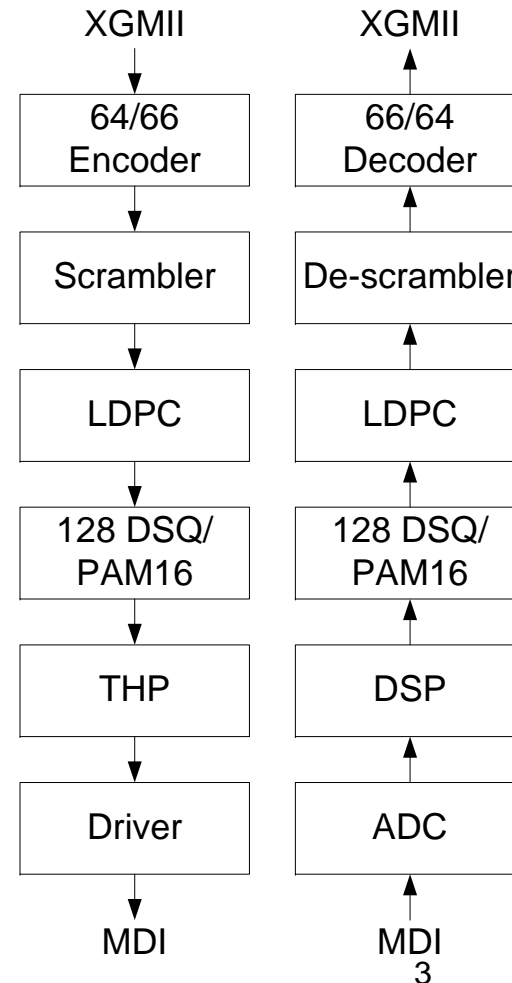 XGMII
64/66
Encoder
Scrambler
LDPC
128 DSQ/
PAM16
THP
Driver
MDI
XGMII
66/64
Decoder
De-scrambler
LDPC
128 DSQ/
PAM16
DSP
ADC
MDI
3